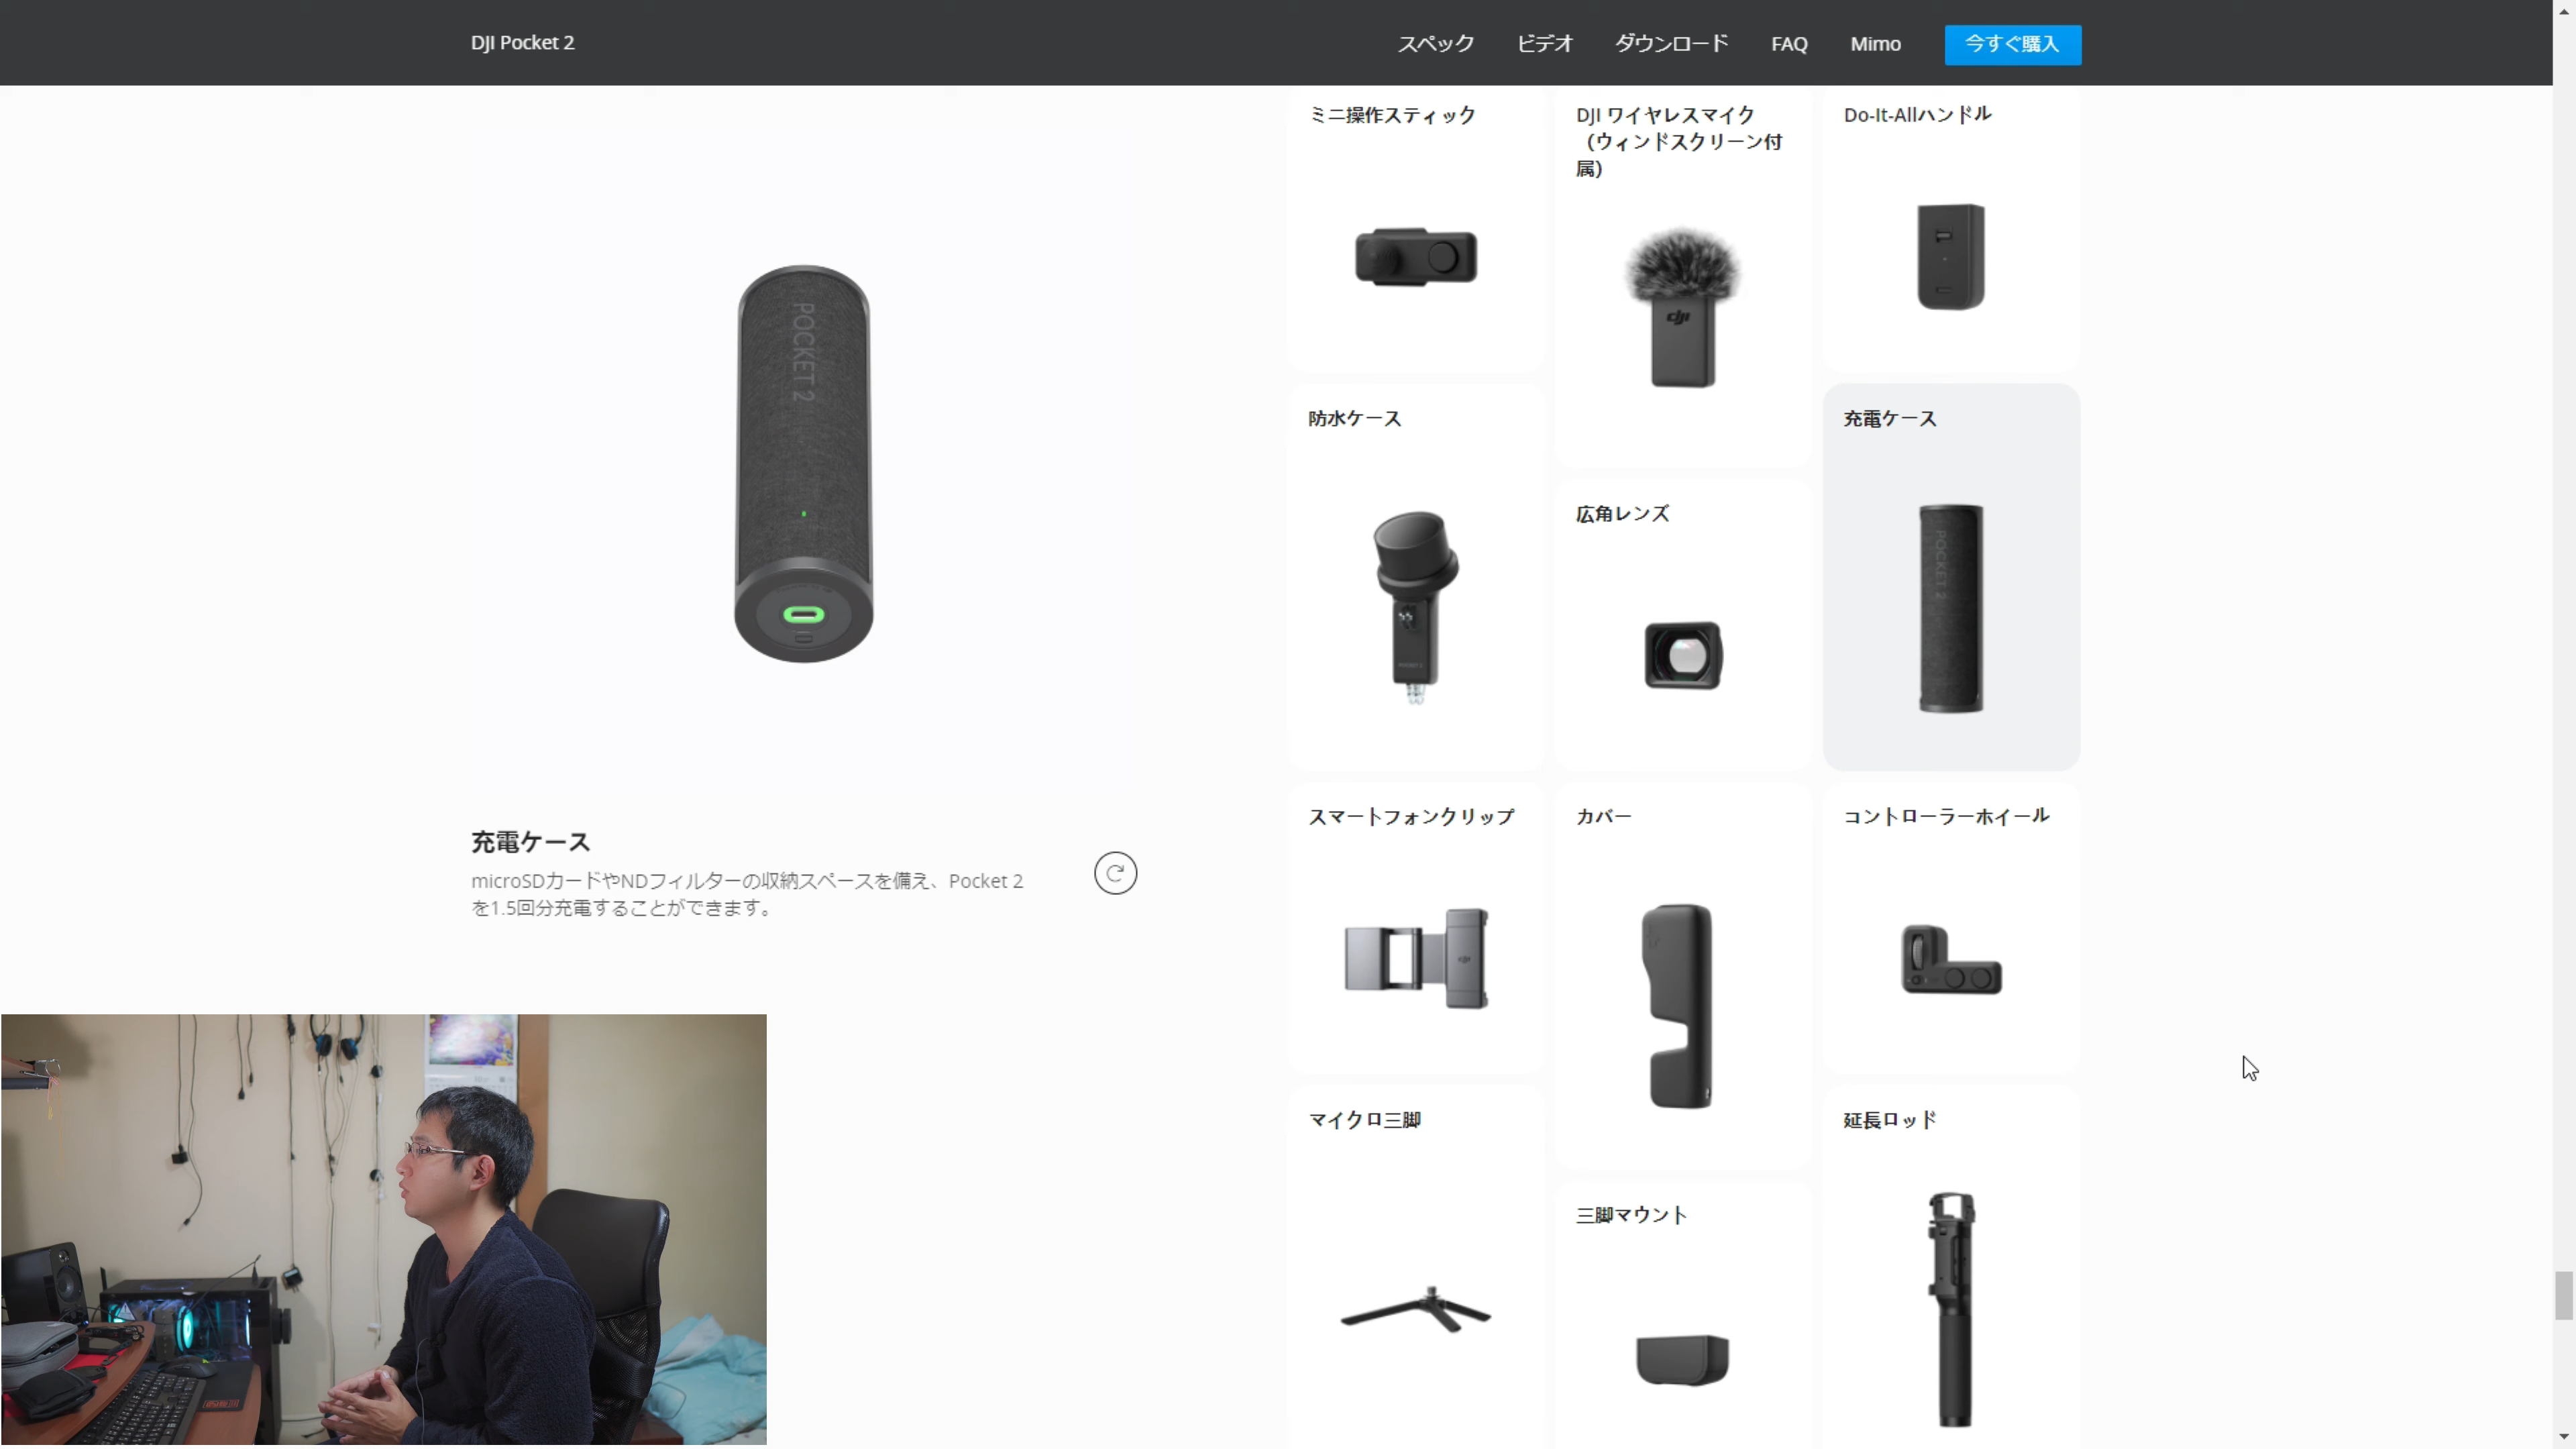 DJI Pocket 2
スペック
ビデオ
ダウンロード
FAQ
Mimo
今すぐ購入
POCKET 2
充電ケース
microSDカードやNDフィルターの収納スペースを備え、Pocket 2
を1.5回分充電することができます。
ミニ操作スティック
DJI ワイヤレスマイク
（ウィンドスクリーン付
属)
dji
Do-It-Allハンドル
防水ケース
広角レンズ
充電ケース
POCKET 2
スマートフォンクリップ
カバー
コントローラーホイール
マイクロ三脚
三脚マウント
延長ロッド